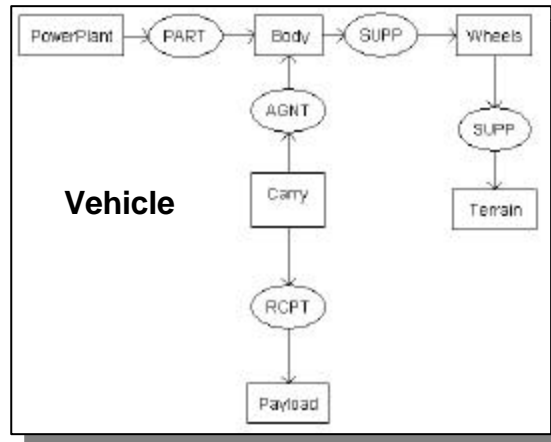 PowerPlant PART Body SUPP Wheels
AGNT
SUPP
Vehicle
Carry
Terrain
RCPT
Payload